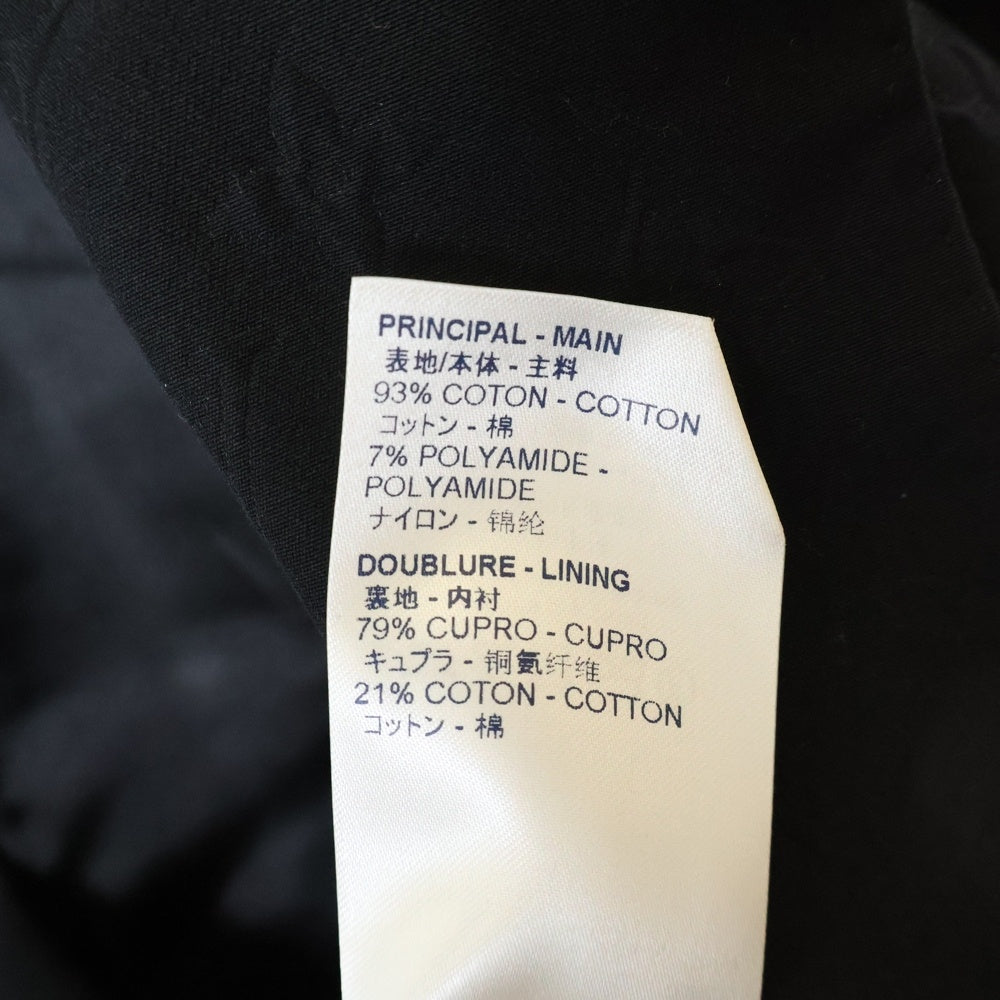 PRINCIPAL - MAIN
表地/本体 - 主料
93% COTON - COTTON
コットン - 棉
7% POLYAMIDE -
POLYAMIDE
ナイロン - 锦纶
DOUBLURE - LINING
裏地 - 内衬
79% CUPRO - CUPRO
キュプラ - 铜氨纤维
21% COTON - COTTON
コットン - 棉